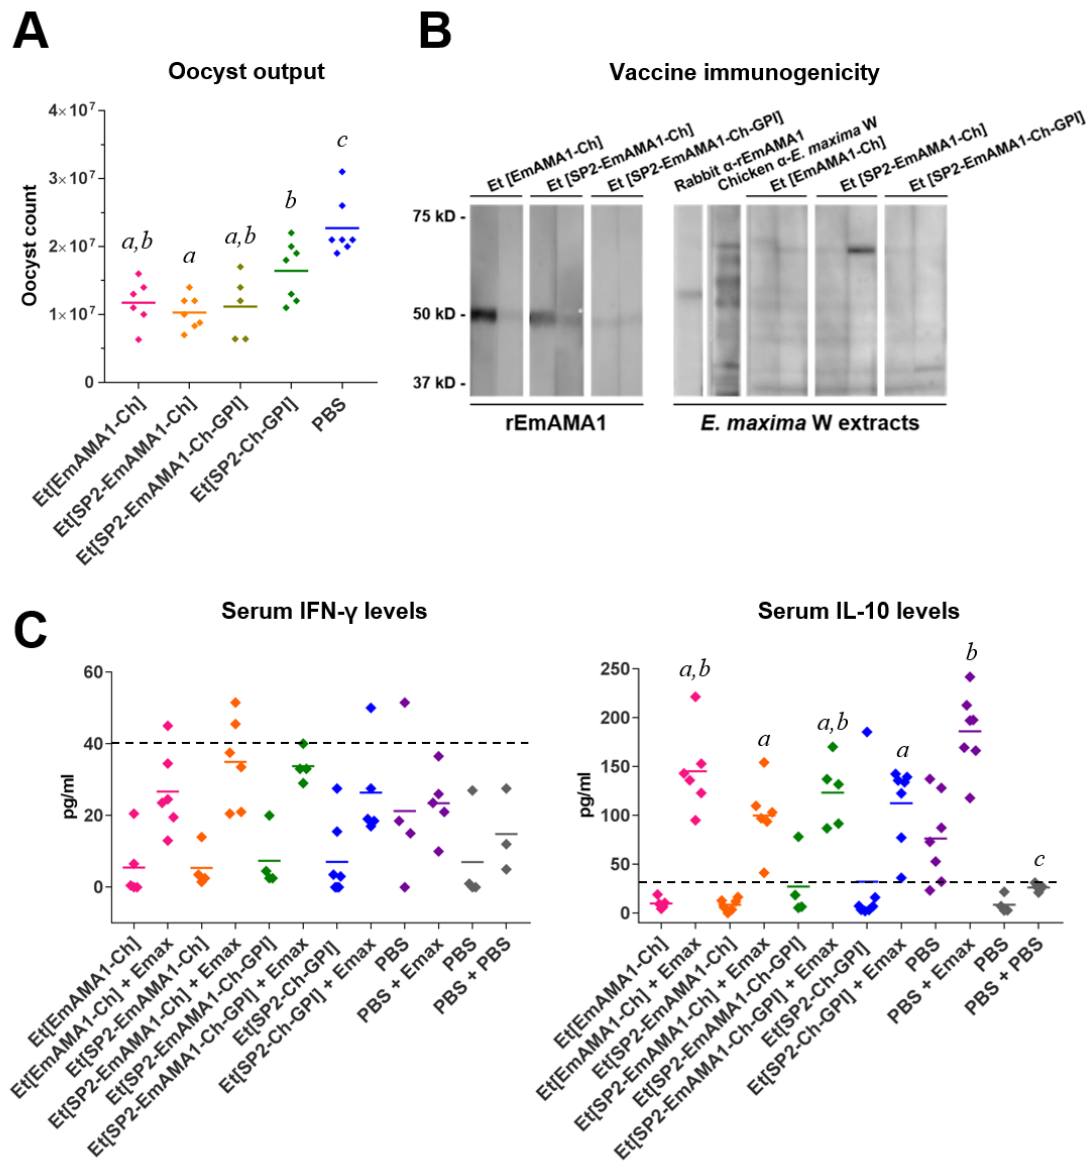 A
Oocyst output
Oocyst count
4×10⁷
3×10⁷
2×10⁷
1×10⁷
0
a,b
a
a,b
b
c
Et[EmAMA1-Ch]
Et[SP2-EmAMA1-Ch]
Et[SP2-EmAMA1-Ch-GPI]
Et[SP2-Ch-GPI]
PBS
B
Vaccine immunogenicity
Et [EmAMA1-Ch]
Et [SP2-EmAMA1-Ch]
Et [SP2-EmAMA1-Ch-GPI]
Rabbit α-rEmAMA1
Chicken α-E. maxima W
Et [EmAMA1-Ch]
Et [SP2-EmAMA1-Ch]
Et [SP2-EmAMA1-Ch-GPI]
75 kD -
50 kD -
37 kD -
rEmAMA1
E. maxima W extracts
C
Serum IFN-γ levels
pg/ml
60
40
20
0
Et[EmAMA1-Ch]
Et[EmAMA1-Ch] + Emax
Et[SP2-EmAMA1-Ch]
Et[SP2-EmAMA1-Ch] + Emax
Et[SP2-EmAMA1-Ch-GPI]
Et[SP2-EmAMA1-Ch-GPI] + Emax
Et[SP2-Ch-GPI]
Et[SP2-Ch-GPI] + Emax
PBS
PBS + Emax
PBS
PBS + PBS
Serum IL-10 levels
pg/ml
250
200
150
100
50
0
a,b
a
a,b
a
b
c
Et[EmAMA1-Ch]
Et[EmAMA1-Ch] + Emax
Et[SP2-EmAMA1-Ch]
Et[SP2-EmAMA1-Ch] + Emax
Et[SP2-EmAMA1-Ch-GPI]
Et[SP2-EmAMA1-Ch-GPI] + Emax
Et[SP2-Ch-GPI]
Et[SP2-Ch-GPI] + Emax
PBS
PBS + Emax
PBS
PBS + PBS